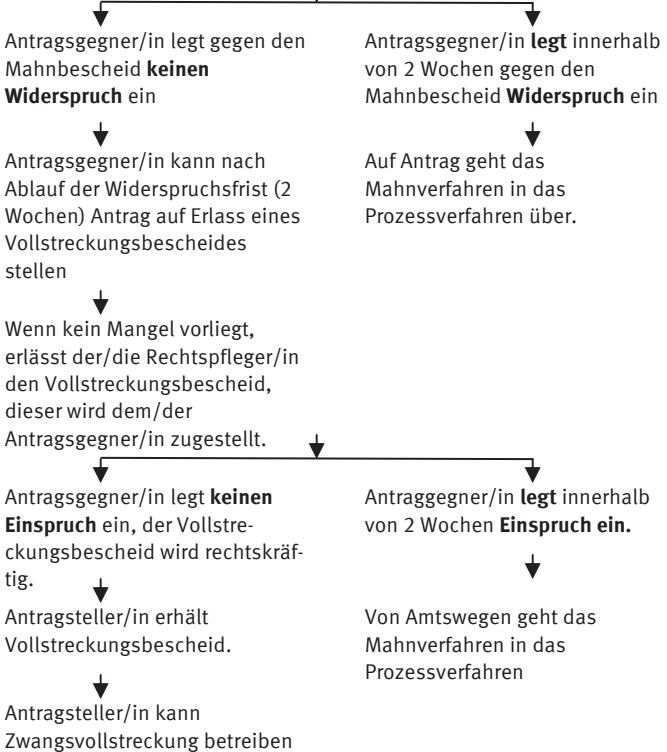 Antragsgegner/in legt gegen den
Mahnbescheid keinen
Widerspruch ein
Antragsgegner/in legt innerhalb
von 2 Wochen gegen den
Mahnbescheid Widerspruch ein
Antragsgegner/in kann nach
Ablauf der Widerspruchsfrist (2
Wochen) Antrag auf Erlass eines
Vollstreckungsbescheides
stellen
Auf Antrag geht das
Mahnverfahren in das
Prozessverfahren über.
Wenn kein Mangel vorliegt,
erlässt der/die Rechtspfleger/in
den Vollstreckungsbescheid,
dieser wird dem/der
Antragsgegner/in zugestellt.
Antragsgegner/in legt keinen
Einspruch ein, der Vollstre-
ckungsbescheid wird rechtskräf-
tig.
Antraggegner/in legt innerhalb
von 2 Wochen Einspruch ein.
Antragsteller/in erhält
Vollstreckungsbescheid.
Von Amtswegen geht das
Mahnverfahren in das
Prozessverfahren
Antragsteller/in kann
Zwangsvollstreckung betreiben